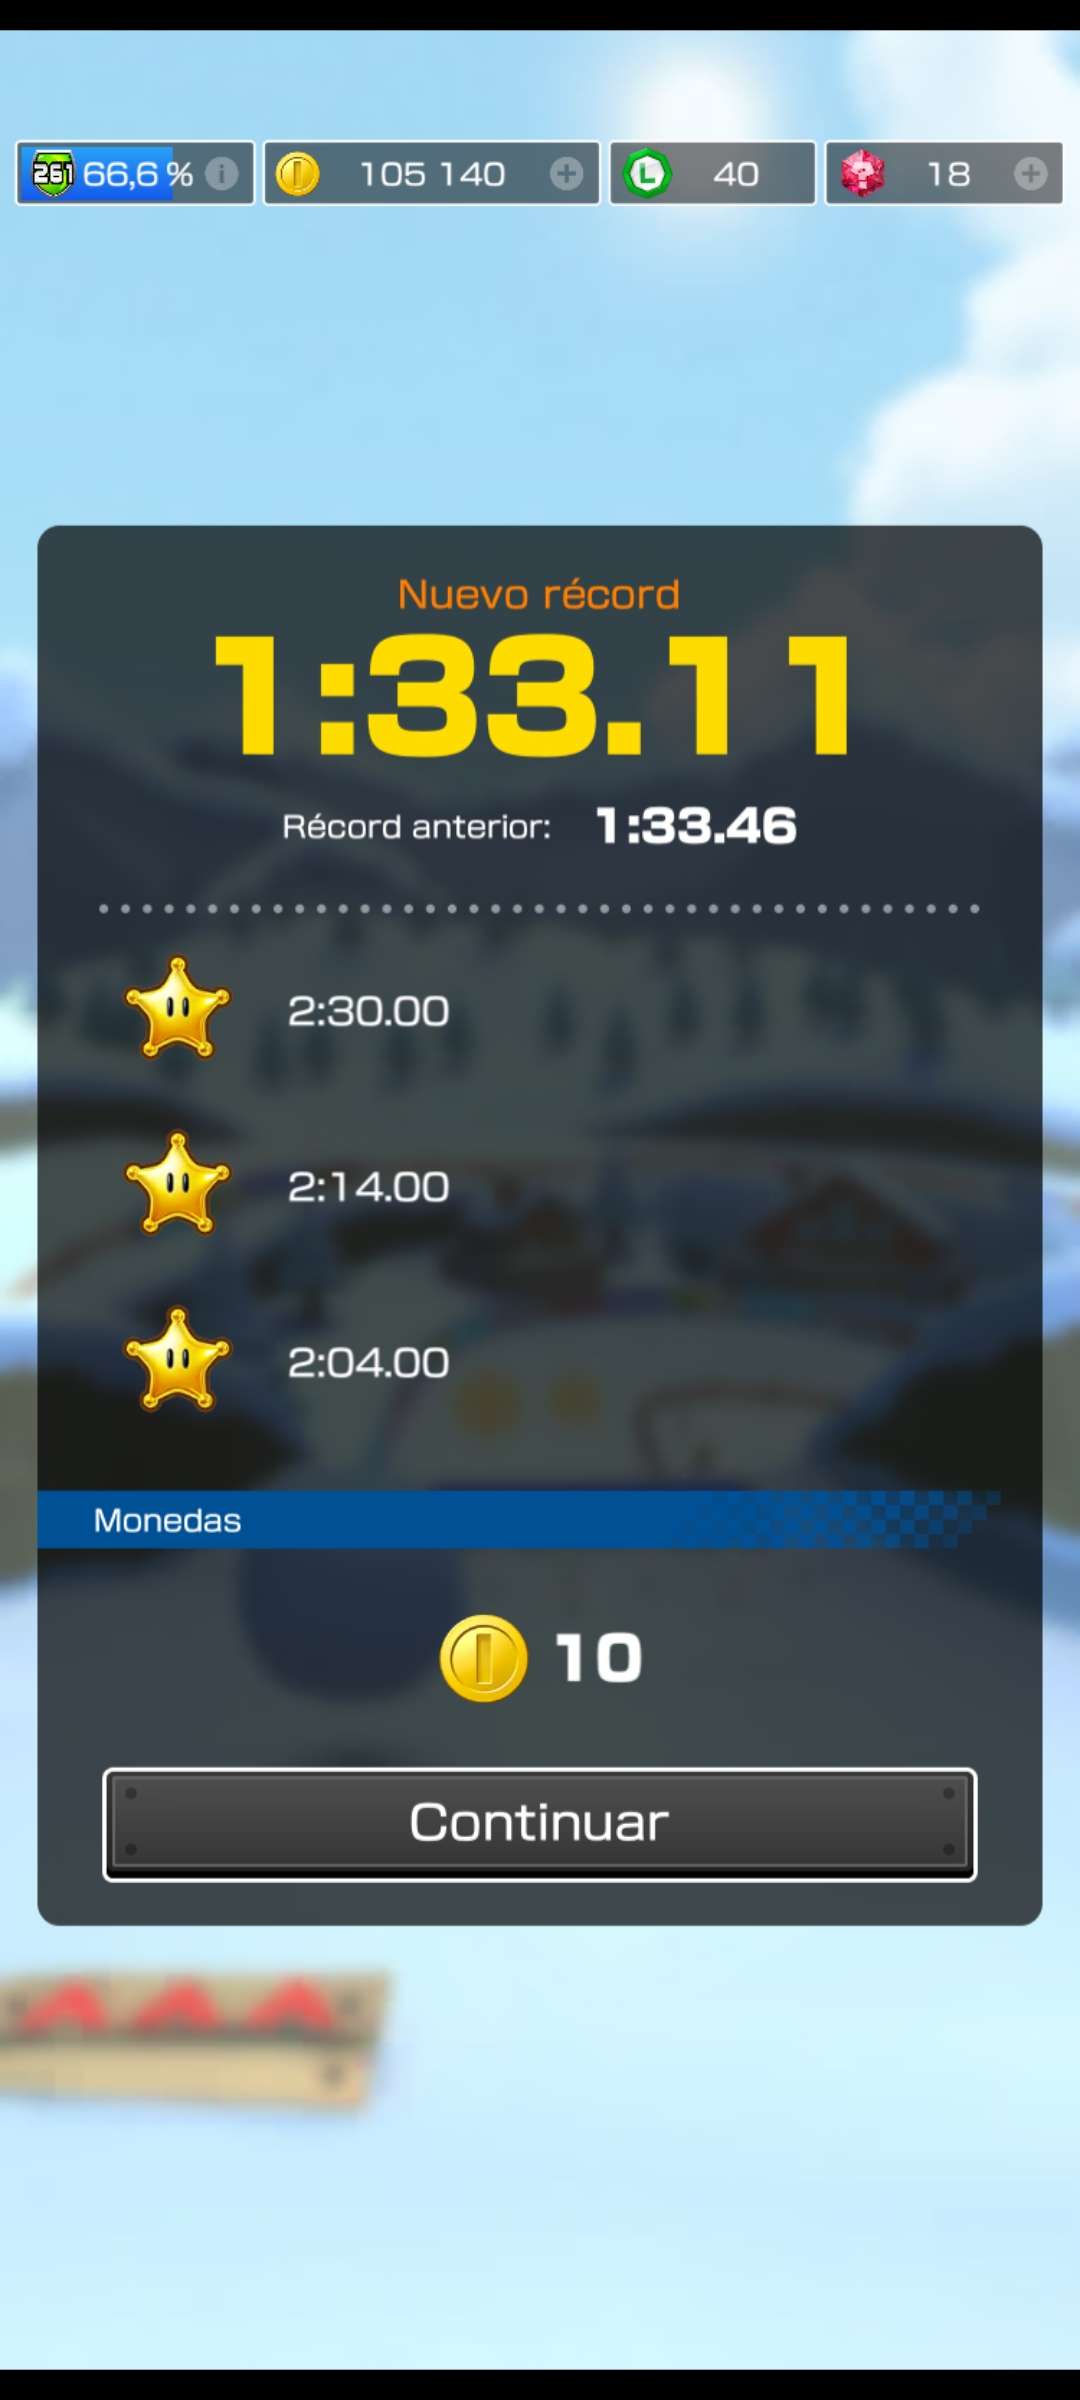 261 66,6 % i 105 140 + L 40 ? 18 +
Nuevo récord
1:33.11
Récord anterior: 1:33.46
2:30.00
2:14.00
2:04.00
Monedas
10
Continuar